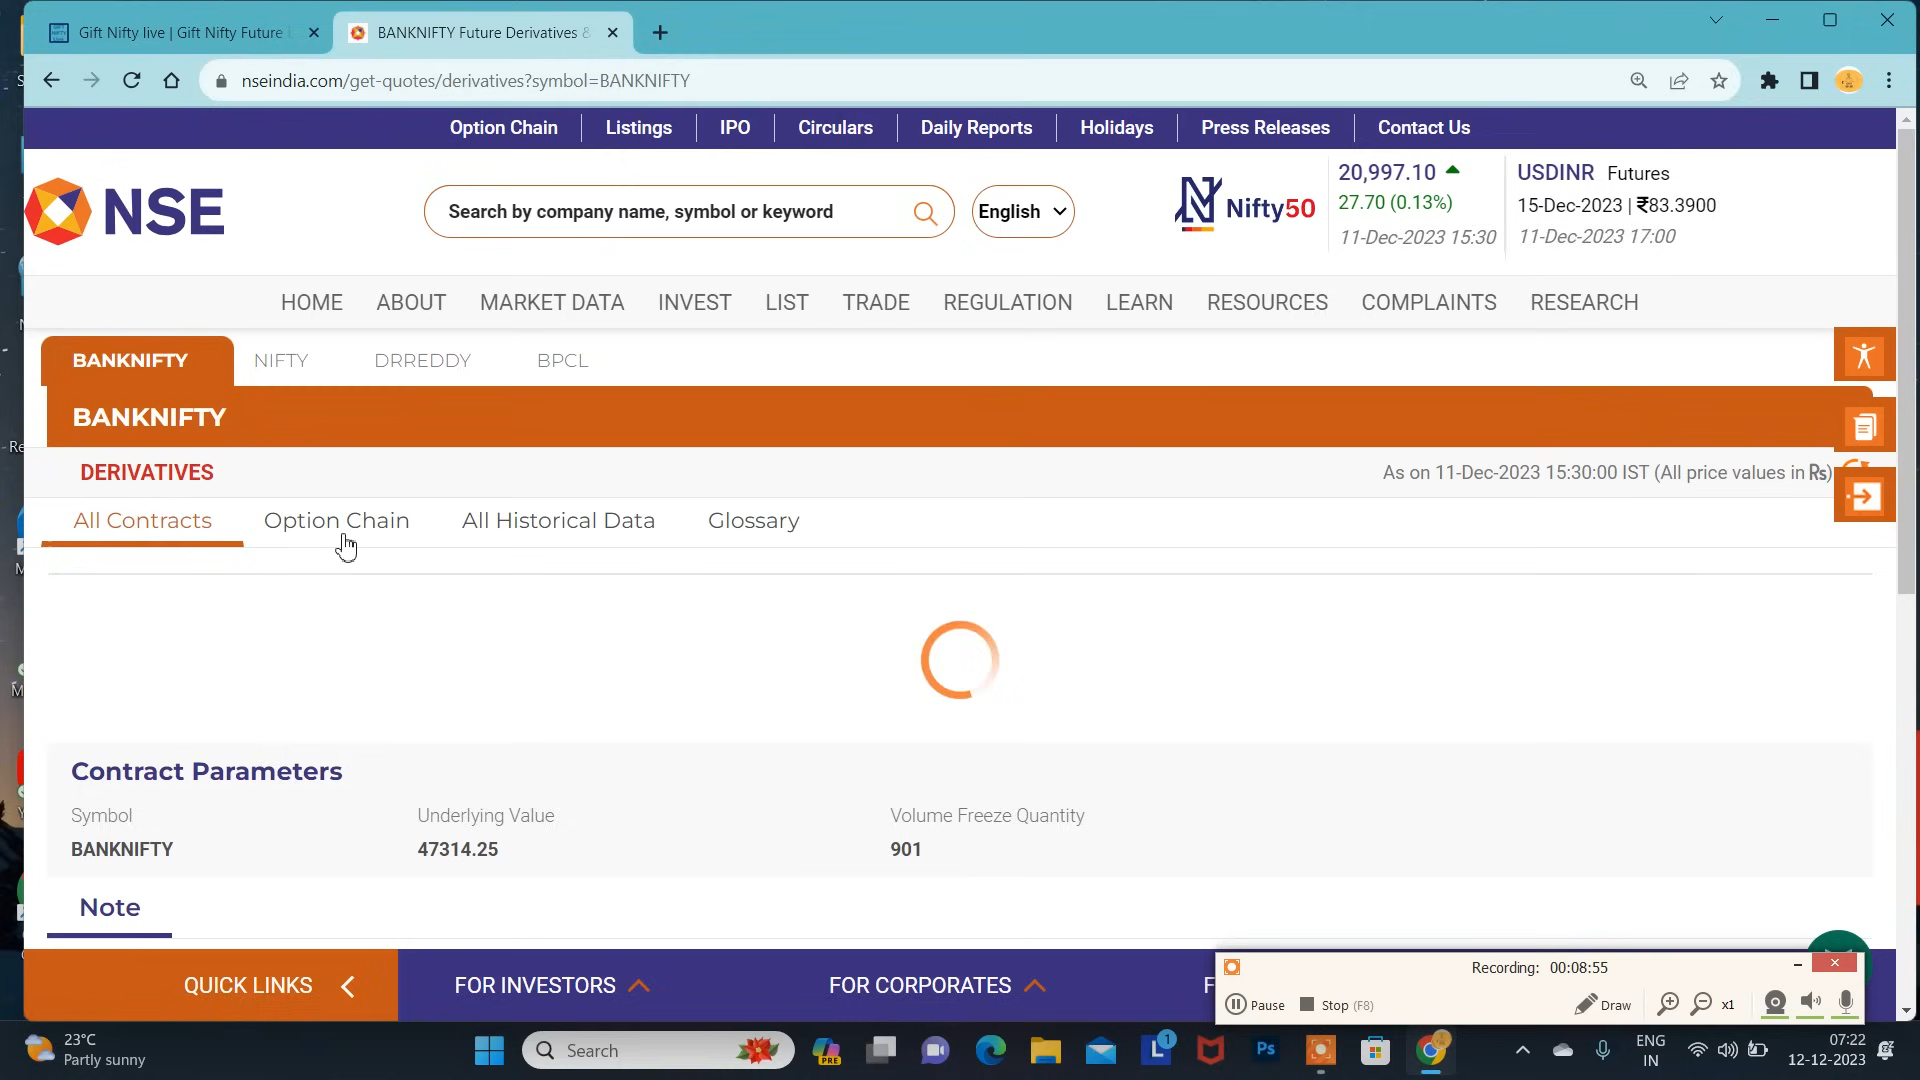 Gift Nifty live | Gift Nifty Future
BANKNIFTY Future Derivatives &
nseindia.com/get-quotes/derivatives?symbol=BANKNIFTY
Option Chain
Listings
IPO
Circulars
Daily Reports
Holidays
Press Releases
Contact Us
NSE
Search by company name, symbol or keyword
English
Nifty50
20,997.10
27.70 (0.13%)
11-Dec-2023 15:30
USDINR Futures
15-Dec-2023 | ₹83.3900
11-Dec-2023 17:00
HOME ABOUT MARKET DATA INVEST LIST TRADE REGULATION LEARN RESOURCES COMPLAINTS RESEARCH
BANKNIFTY NIFTY DRREDDY BPCL
BANKNIFTY
DERIVATIVES
As on 11-Dec-2023 15:30:00 IST (All price values in ₨)
All Contracts Option Chain All Historical Data Glossary
Contract Parameters
Symbol Underlying Value Volume Freeze Quantity
BANKNIFTY 47314.25 901
Note
QUICK LINKS FOR INVESTORS FOR CORPORATES F
Recording: 00:08:55
Pause Stop (F8) Draw x1
23°C
Partly sunny
Search
PRE
L
1
Ps
ENG
IN
07:22
12-12-2023